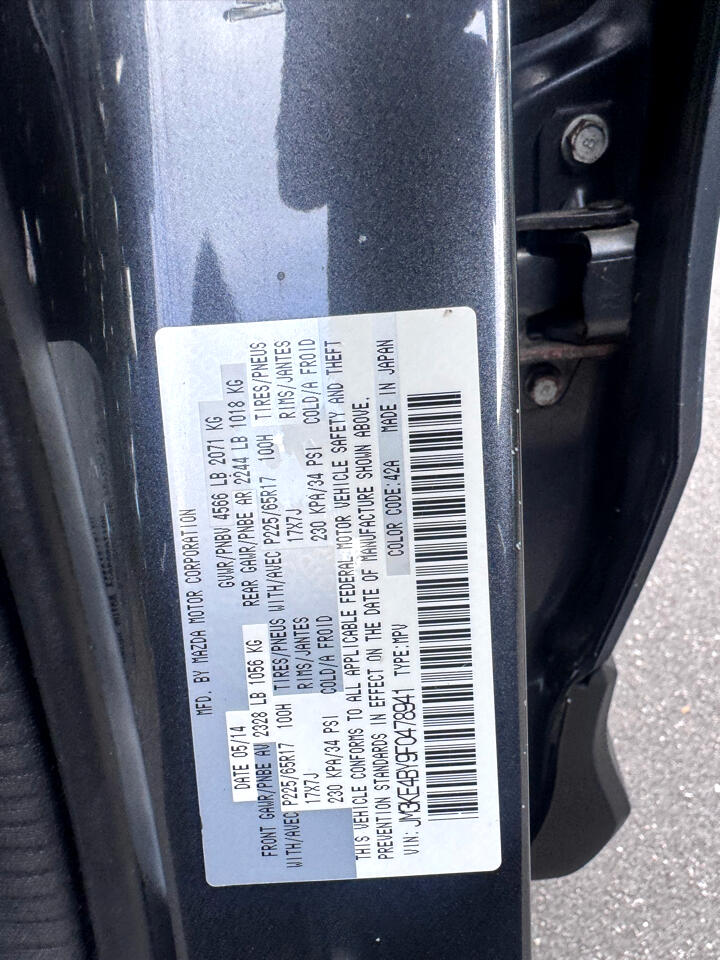 MFD. BY MAZDA MOTOR CORPORATION
DATE 05/14 GVWR/PNBV 4566 LB 2071 KG
FRONT GAWR/PNBE AV 2328 LB 1056 KG REAR GAWR/PNBE AR 2244 LB 1018 KG
WITH/AVEC P225/65R17 100H TIRES/PNEUS WITH/AVEC P225/65R17 100H TIRES/PNEUS
17X7J RIMS/JANTES 17X7J RIMS/JANTES
230 KPA/34 PSI COLD/A FROID 230 KPA/34 PSI COLD/A FROID
THIS VEHICLE CONFORMS TO ALL APPLICABLE FEDERAL MOTOR VEHICLE SAFETY AND THEFT
PREVENTION STANDARDS IN EFFECT ON THE DATE OF MANUFACTURE SHOWN ABOVE.
VIN: JM3KE4BY9F0478941 TYPE:MPV COLOR CODE:42A MADE IN JAPAN
8